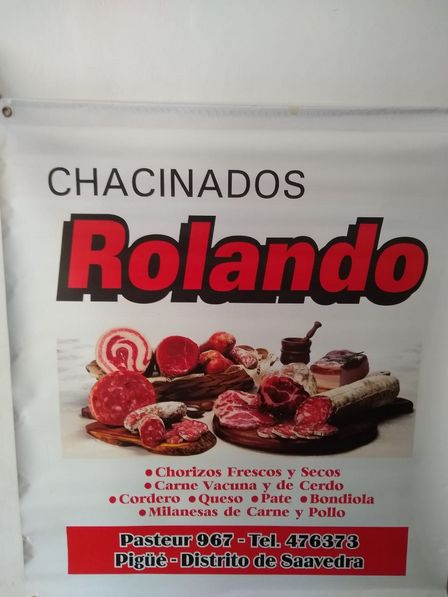 CHACINADOS
Rolando
•Chorizos Frescos y Secos
•Carne Vacuna y de Cerdo
•Cordero •Queso •Pate •Bondiola
•Milanesas de Carne y Pollo
Pasteur 967 - Tel. 476373
Pigüé - Distrito de Saavedra